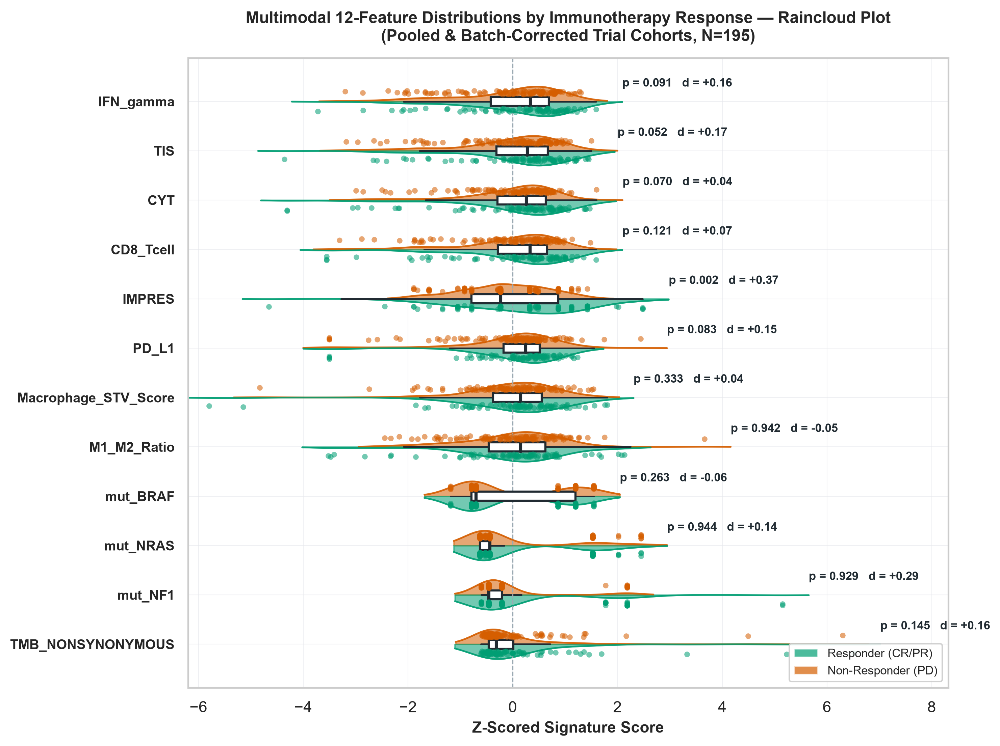 Multimodal 12-Feature Distributions by Immunotherapy Response — Raincloud Plot
(Pooled & Batch-Corrected Trial Cohorts, N=195)
IFN_gamma
p = 0.091 d = +0.16
TIS
p = 0.052 d = +0.17
CYT
p = 0.070 d = +0.04
CD8_Tcell
p = 0.121 d = +0.07
IMPRES
p = 0.002 d = +0.37
PD_L1
p = 0.083 d = +0.15
Macrophage_STV_Score
p = 0.333 d = +0.04
M1_M2_Ratio
p = 0.942 d = -0.05
mut_BRAF
p = 0.263 d = -0.06
mut_NRAS
p = 0.944 d = +0.14
mut_NF1
p = 0.929 d = +0.29
TMB_NONSYNONYMOUS
p = 0.145 d = +0.16
Responder (CR/PR)
Non-Responder (PD)
−6 −4 −2 0 2 4 6 8
Z-Scored Signature Score